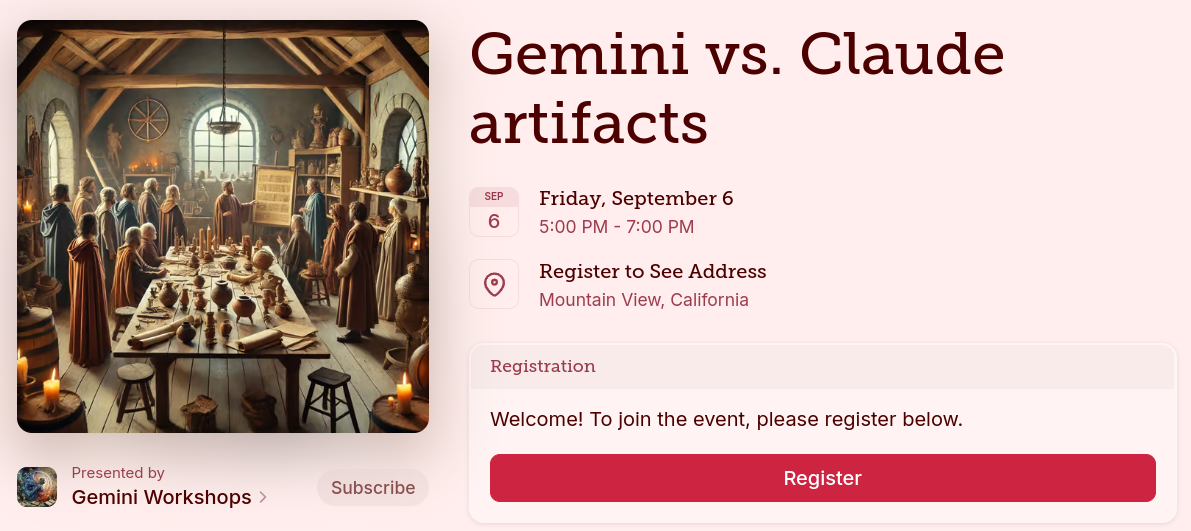 Gemini vs. Claude
artifacts
SEP
6
Friday, September 6
5:00 PM - 7:00 PM
Register to See Address
Mountain View, California
Registration
Welcome! To join the event, please register below.
Register
Presented by
Gemini Workshops
Subscribe